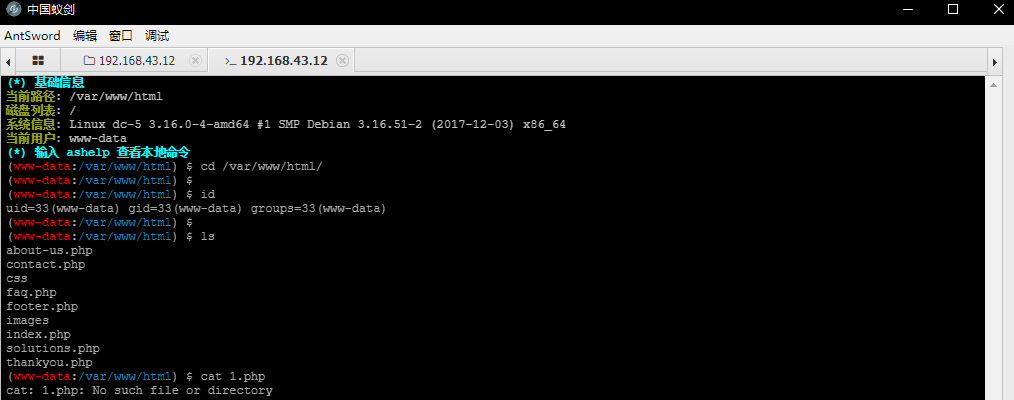 中国蚁剑
AntSword 编辑 窗口 调试
192.168.43.12 >_ 192.168.43.12
(*) 基础信息
当前路径: /var/www/html
磁盘列表: /
系统信息: Linux dc-5 3.16.0-4-amd64 #1 SMP Debian 3.16.51-2 (2017-12-03) x86_64
当前用户: www-data
(*) 输入 ashelp 查看本地命令
(www-data:/var/www/html) $ cd /var/www/html/
(www-data:/var/www/html) $
(www-data:/var/www/html) $ id
uid=33(www-data) gid=33(www-data) groups=33(www-data)
(www-data:/var/www/html) $
(www-data:/var/www/html) $ ls
about-us.php
contact.php
css
faq.php
footer.php
images
index.php
solutions.php
thankyou.php
(www-data:/var/www/html) $ cat 1.php
cat: 1.php: No such file or directory